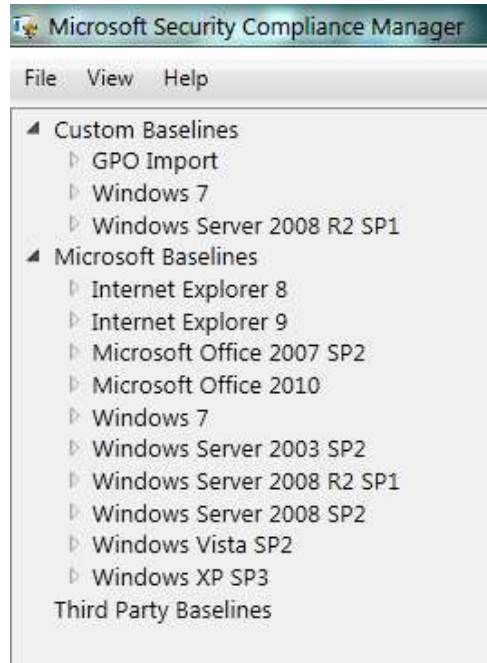 Microsoft Security Compliance Manager
File View Help
Custom Baselines
GPO Import
Windows 7
Windows Server 2008 R2 SP1
Microsoft Baselines
Internet Explorer 8
Internet Explorer 9
Microsoft Office 2007 SP2
Microsoft Office 2010
Windows 7
Windows Server 2003 SP2
Windows Server 2008 R2 SP1
Windows Server 2008 SP2
Windows Vista SP2
Windows XP SP3
Third Party Baselines